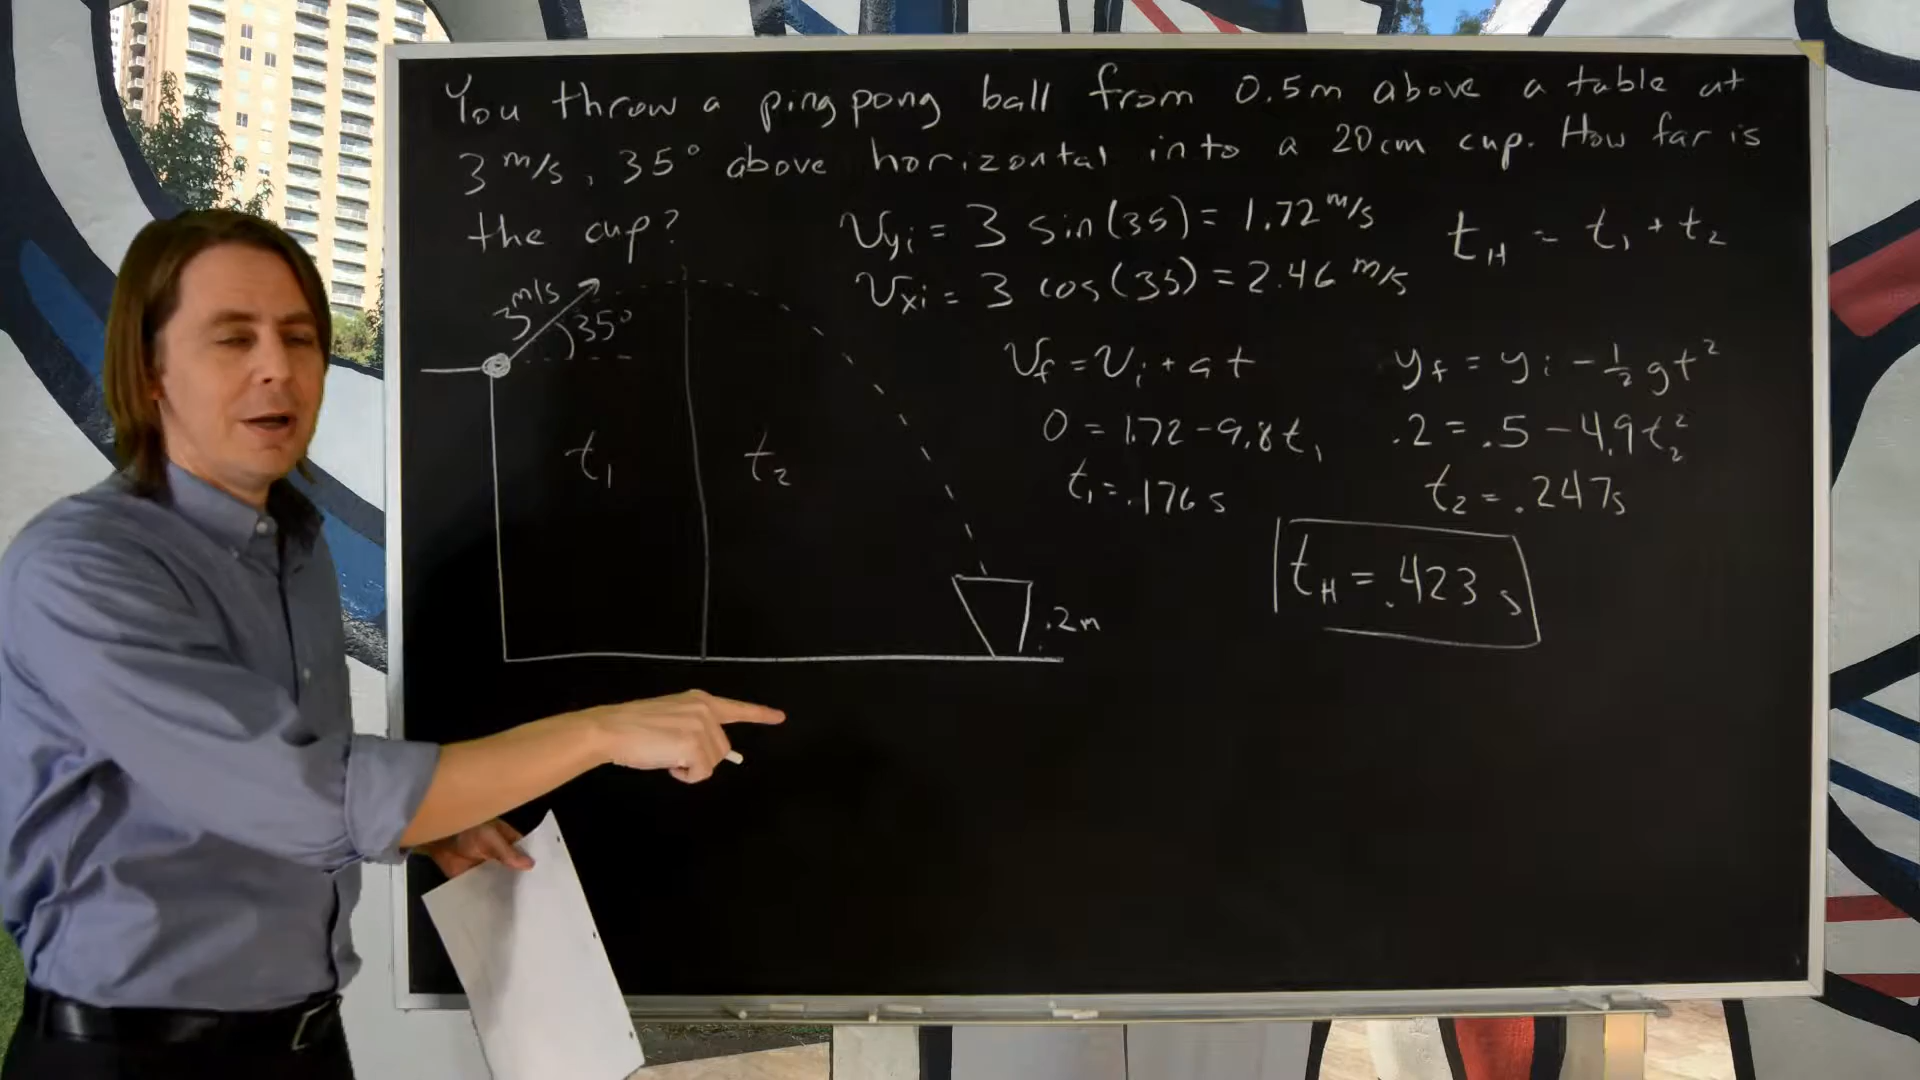 You throw a ping pong ball from 0.5m above a table at
3 m/s, 35° above horizontal into a 20cm cup. How far is
the cup?
Vyi = 3 sin(35) = 1.72 m/s
Vxi = 3 cos(35) = 2.46 m/s
tH = t1 + t2
3 m/s
35°
t1
t2
.2m
Vf = Vi + at
0 = 1.72 - 9.8t1
t1 = .176 s
yf = yi - 1/2 gt²
.2 = .5 - 4.9t2²
t2 = .247s
tH = .423 s